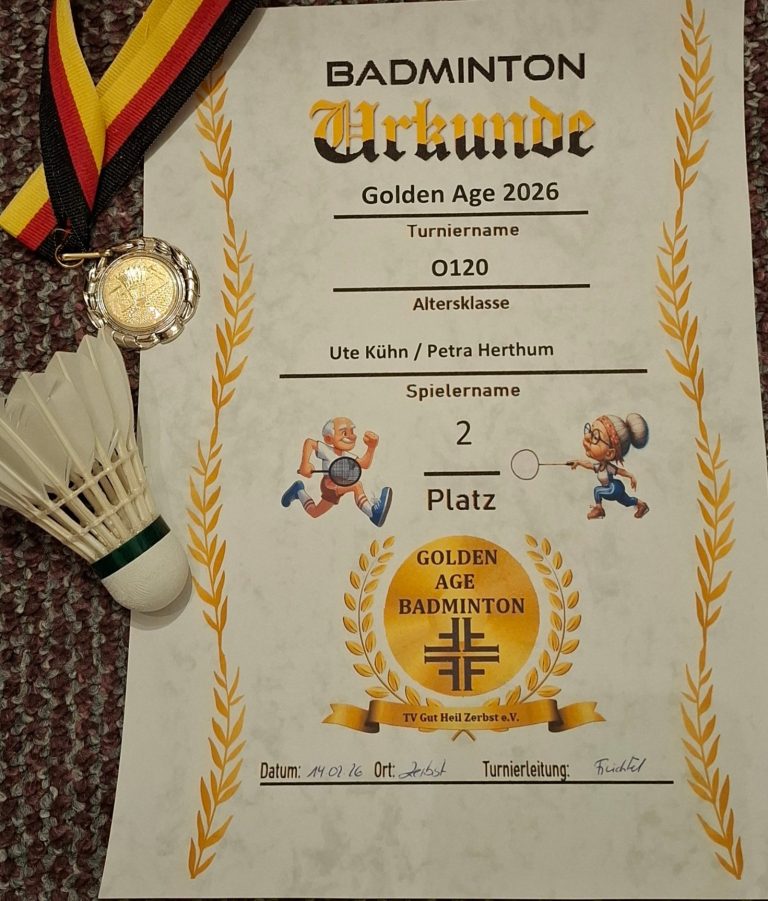 BADMINTON
Urkunde
Golden Age 2026
Turniername
O120
Altersklasse
Ute Kühn / Petra Herthum
Spielername
2
Platz
GOLDEN
AGE
BADMINTON
TV Gut Heil Zerbst e.V.
Datum: 14.02.26 Ort: Zerbst Turnierleitung: